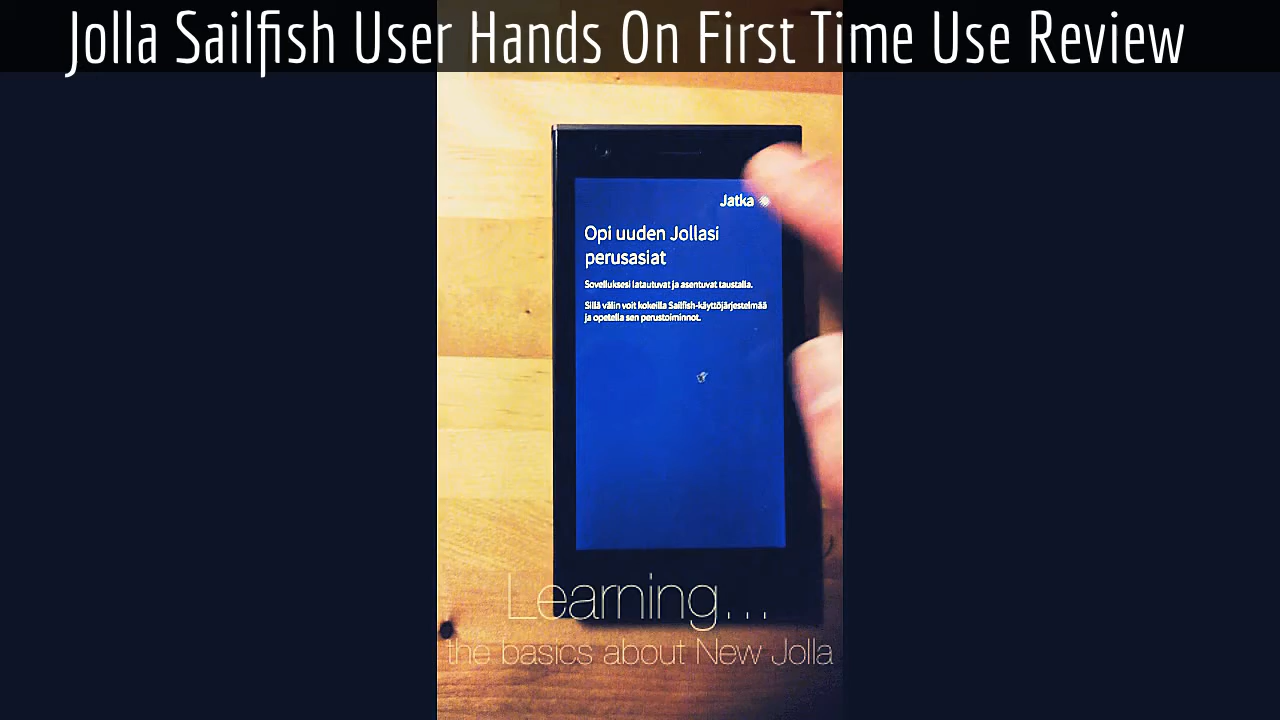 Jolla Sailfish User Hands On First Time Use Review
Jatka
Opi uuden Jollasi
perusasiat
Sovelluksesi latautuvat ja asentuvat taustalla.
Sillä välin voit kokeilla Sailfish-käyttöjärjestelmää
ja opetella sen perustoiminnot.
Learning...
the basics about New Jolla